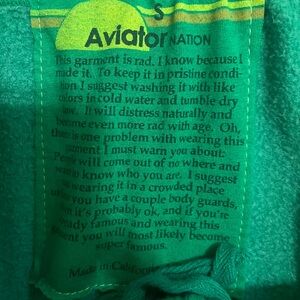 S
Aviator NATION
This garment is rad. I know because I
made it. To keep it in pristine condi-
tion I suggest washing it with like
colors in cold water and tumble dry
low. It will distress naturally and
become even more rad with age. Oh,
there is one problem with wearing this
garment I must warn you about:
People will come out of no where and
want to know who you are. I suggest
wearing it in a crowded place
unless you have a couple body guards,
then it's probably ok, and if you're
already famous and wearing this
garment you will most likely become
super famous.
Made in California